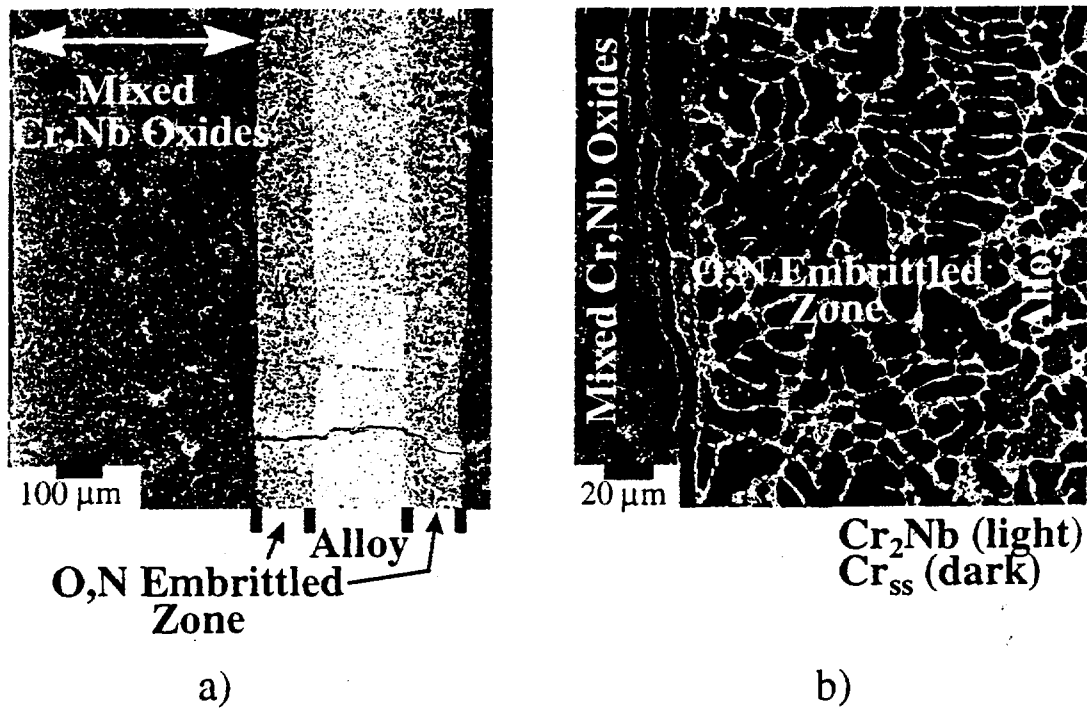 Mixed
Cr,Nb Oxides
100 μm
Alloy
O,N Embrittled
Zone
a)
Mixed Cr,Nb Oxides
O,N Embrittled
Zone
Alloy
20 μm
Cr₂Nb (light)
Cr_ss (dark)
b)